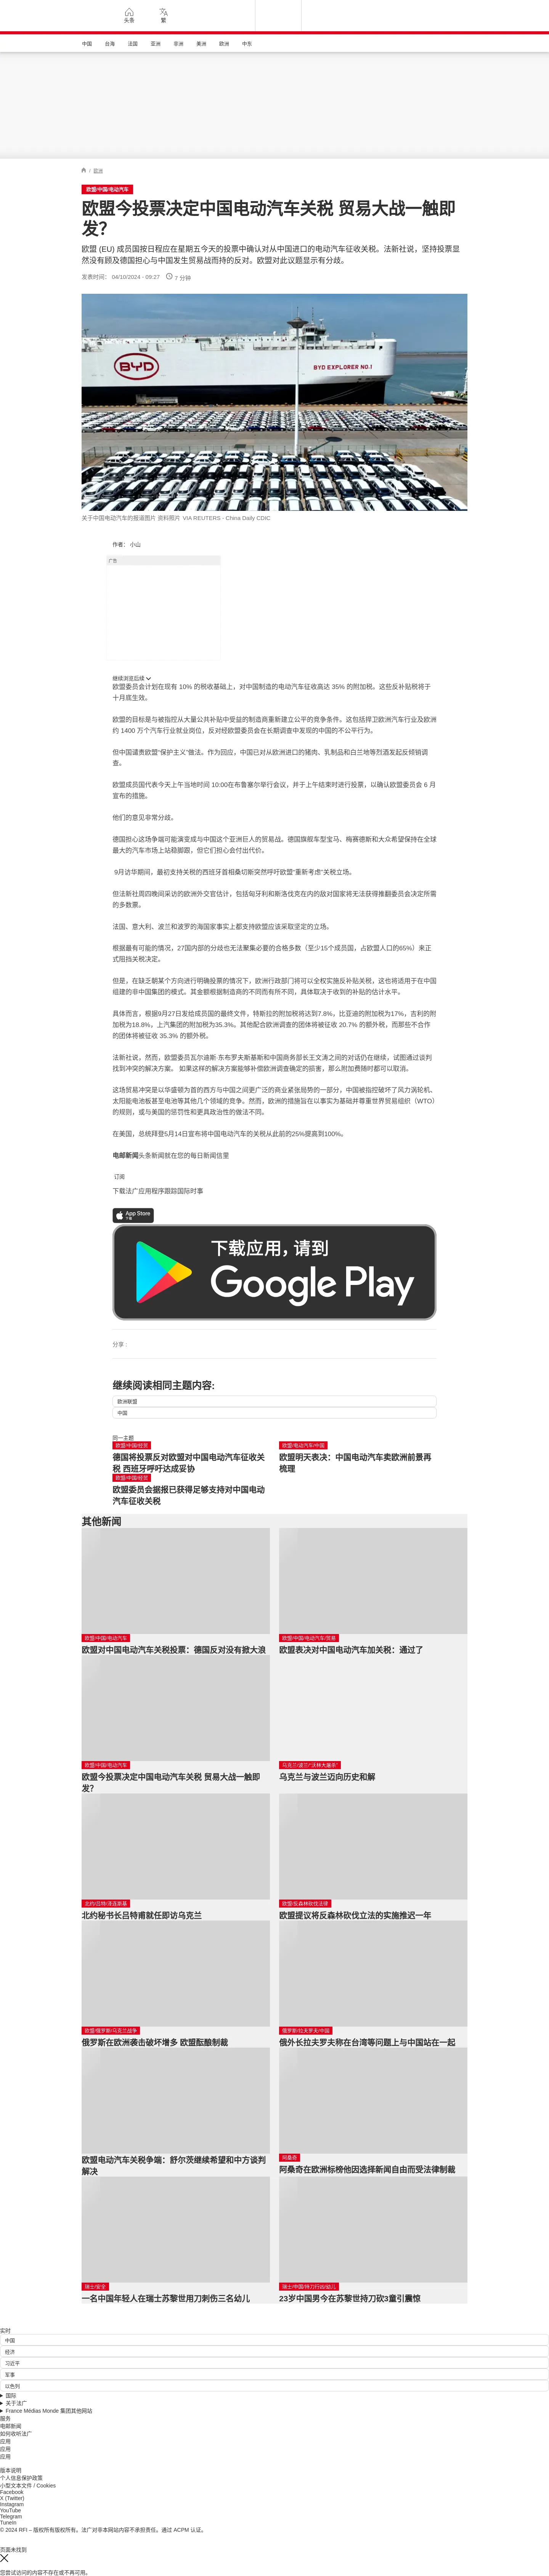 头条
繁
中国 台海 法国 亚洲 非洲 美洲 欧洲 中东
/ 欧洲
欧盟/中国/电动汽车
欧盟今投票决定中国电动汽车关税 贸易大战一触即
发？
欧盟 (EU) 成员国按日程应在星期五今天的投票中确认对从中国进口的电动汽车征收关税。法新社说，坚持投票显
然没有顾及德国担心与中国发生贸易战而持的反对。欧盟对此议题显示有分歧。
发表时间： 04/10/2024 - 09:27 7 分钟
BYD
BYD EXPLORER NO.1
关于中国电动汽车的报道图片 资料照片 VIA REUTERS - China Daily CDIC
作者： 小山
广告
继续浏览后续
欧盟委员会计划在现有 10% 的税收基础上，对中国制造的电动汽车征收高达 35% 的附加税。这些反补贴税将于
十月底生效。
欧盟的目标是与被指控从大量公共补贴中受益的制造商重新建立公平的竞争条件。这包括捍卫欧洲汽车行业及欧洲
约 1400 万个汽车行业就业岗位，反对经欧盟委员会在长期调查中发现的中国的不公平行为。
但中国谴责欧盟“保护主义”做法。作为回应，中国已对从欧洲进口的猪肉、乳制品和白兰地等烈酒发起反倾销调
查。
欧盟成员国代表今天上午当地时间 10:00在布鲁塞尔举行会议，并于上午结束时进行投票，以确认欧盟委员会 6 月
宣布的措施。
他们的意见非常分歧。
德国担心这场争端可能演变成与中国这个亚洲巨人的贸易战。德国旗舰车型宝马、梅赛德斯和大众希望保持在全球
最大的汽车市场上站稳脚跟，但它们担心会付出代价。
9月访华期间，最初支持关税的西班牙首相桑切斯突然呼吁欧盟“重新考虑”关税立场。
但法新社周四晚间采访的欧洲外交官估计，包括匈牙利和斯洛伐克在内的敌对国家将无法获得推翻委员会决定所需
的多数票。
法国、意大利、波兰和波罗的海国家事实上都支持欧盟应该采取坚定的立场。
根据最有可能的情况，27国内部的分歧也无法聚集必要的合格多数（至少15个成员国，占欧盟人口的65%）来正
式阻挡关税决定。
但是，在缺乏朝某个方向进行明确投票的情况下，欧洲行政部门将可以全权实施反补贴关税，这也将适用于在中国
组建的非中国集团的模式。其金额根据制造商的不同而有所不同，具体取决于收到的补贴的估计水平。
具体而言，根据9月27日发给成员国的最终文件，特斯拉的附加税将达到7.8%，比亚迪的附加税为17%，吉利的附
加税为18.8%，上汽集团的附加税为35.3%。其他配合欧洲调查的团体将被征收 20.7% 的额外税，而那些不合作
的团体将被征收 35.3% 的额外税。
法新社说，然而，欧盟委员瓦尔迪斯·东布罗夫斯基斯和中国商务部长王文涛之间的对话仍在继续，试图通过谈判
找到冲突的解决方案。 如果这样的解决方案能够补偿欧洲调查确定的损害，那么附加费随时都可以取消。
这场贸易冲突是以华盛顿为首的西方与中国之间更广泛的商业紧张局势的一部分，中国被指控破坏了风力涡轮机、
太阳能电池板甚至电池等其他几个领域的竞争。然而，欧洲的措施旨在以事实为基础并尊重世界贸易组织（WTO）
的规则，或与美国的惩罚性和更具政治性的做法不同。
在美国，总统拜登5月14日宣布将中国电动汽车的关税从此前的25%提高到100%。
电邮新闻头条新闻就在您的每日新闻信里
订阅
下载法广应用程序跟踪国际时事
App Store
下载应用，请到
Google Play
分享 :
继续阅读相同主题内容:
欧洲联盟
中国
同一主题
欧盟/中国/经贸
德国将投票反对欧盟对中国电动汽车征收关
税 西班牙呼吁达成妥协
欧盟/电动汽车/中国
欧盟明天表决：中国电动汽车卖欧洲前景再
梳理
欧盟/中国/经贸
欧盟委员会据报已获得足够支持对中国电动
汽车征收关税
其他新闻
欧盟/中国/电动汽车
欧盟对中国电动汽车关税投票：德国反对没有掀大浪
欧盟/中国/电动汽车/贸易
欧盟表决对中国电动汽车加关税：通过了
欧盟/中国/电动汽车
欧盟今投票决定中国电动汽车关税 贸易大战一触即
发？
乌克兰/波兰/“沃林大屠杀”
乌克兰与波兰迈向历史和解
北约/吕特/泽连斯基
北约秘书长吕特甫就任即访乌克兰
欧盟/反森林砍伐法律
欧盟提议将反森林砍伐立法的实施推迟一年
欧盟/俄罗斯/乌克兰战争
俄罗斯在欧洲袭击破坏增多 欧盟酝酿制裁
俄罗斯/拉夫罗夫/中国
俄外长拉夫罗夫称在台湾等问题上与中国站在一起
欧盟电动汽车关税争端：舒尔茨继续希望和中方谈判
解决
阿桑奇
阿桑奇在欧洲标榜他因选择新闻自由而受法律制裁
瑞士/安全
一名中国年轻人在瑞士苏黎世用刀刺伤三名幼儿
瑞士/中国/持刀行凶/幼儿
23岁中国男今在苏黎世持刀砍3童引震惊
实时
中国
经济
习近平
军事
以色列
国际
关于法广
France Médias Monde 集团其他网站
服务
电邮新闻
如何收听法广
应用
应用
应用
版本说明
个人信息保护政策
小型文本文件 / Cookies
Facebook
X (Twitter)
Instagram
YouTube
Telegram
TuneIn
© 2024 RFI – 版权所有版权所有。法广对非本网站内容不承担责任。通过 ACPM 认证。
页面未找到
您尝试访问的内容不存在或不再可用。